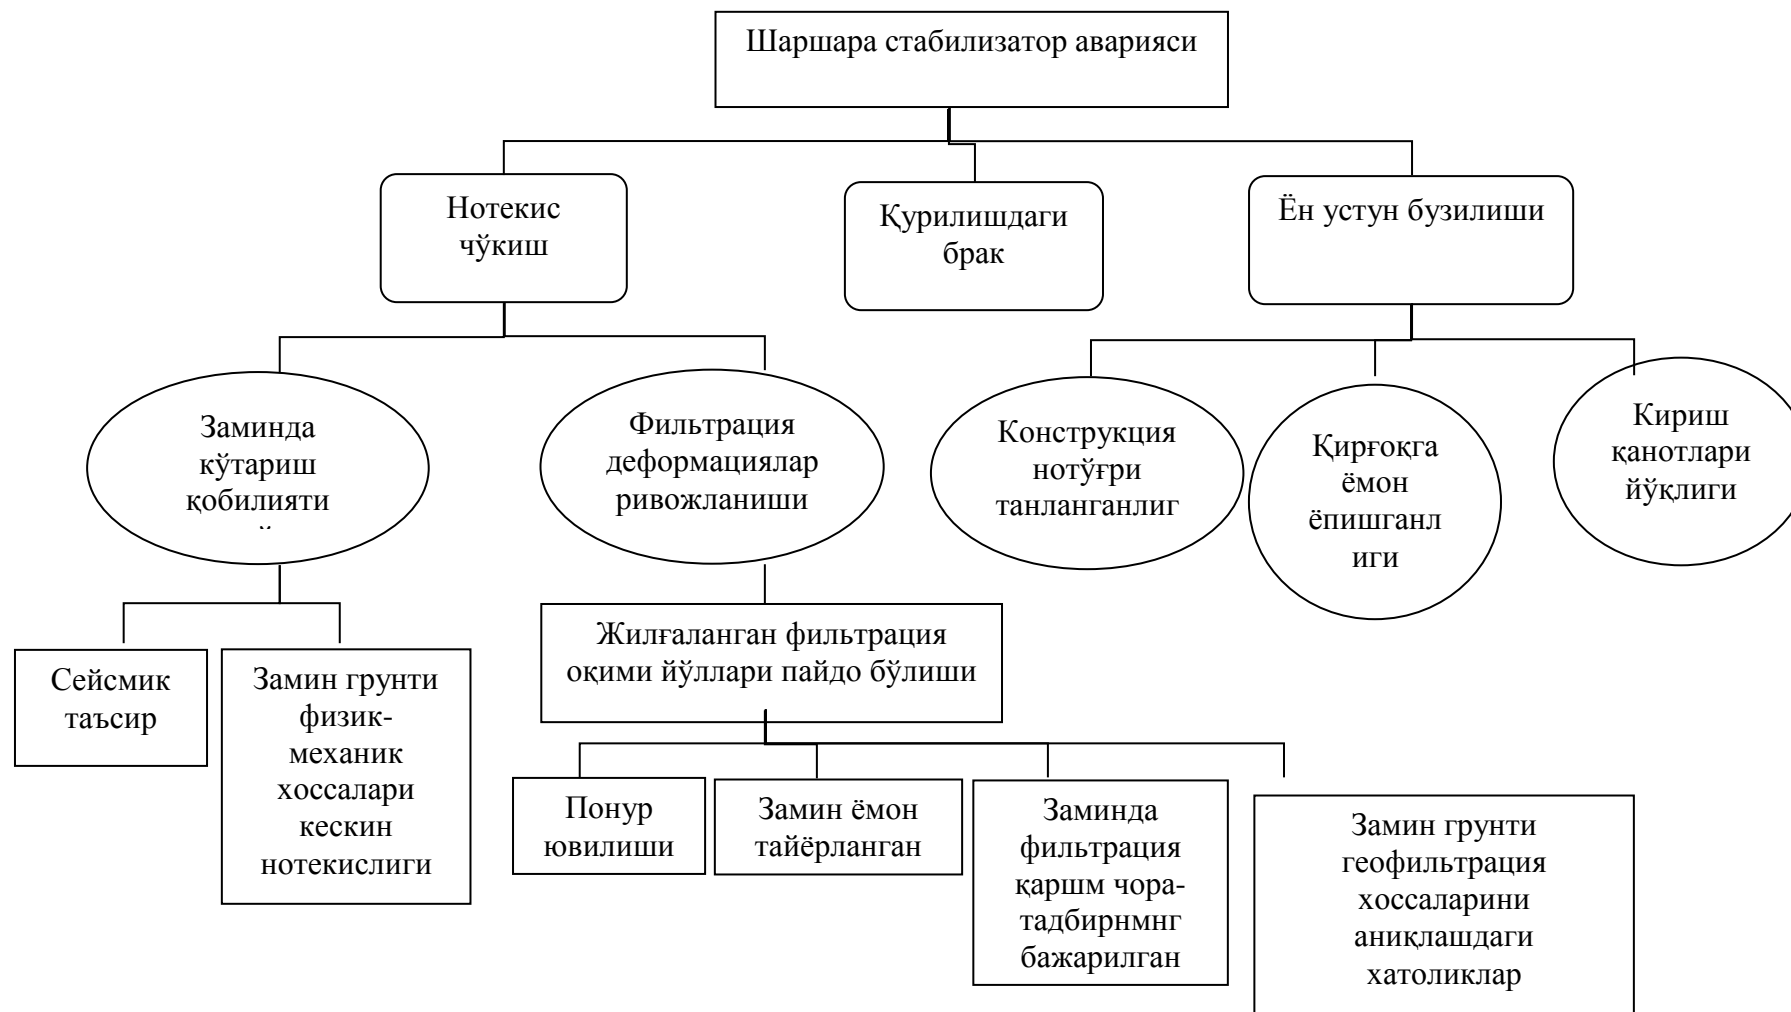 Шаршара стабилизатор аварияси
Нотекис
чўкиш
Қурилишдаги
брак
Ён устун бузилиши
Заминда
кўтариш
қобилияти
Фильтрация
деформациялар
ривожланиши
Конструкция
нотўғри
танланганлиг
Қирғоқга
ёмон
ёпишганл
иги
Кириш
қанотлари
йўқлиги
Сейсмик
таъсир
Замин грунти
физик-
механик
хоссалари
кескин
нотекислиги
Жилғаланган фильтрация
оқими йўллари пайдо бўлиши
Понур
ювилиши
Замин ёмон
тайёрланган
Заминда
фильтрация
қаршм чора-
тадбирнмнг
бажарилган
Замин грунти
геофильтрация
хоссаларини
аниқлашдаги
хатоликлар